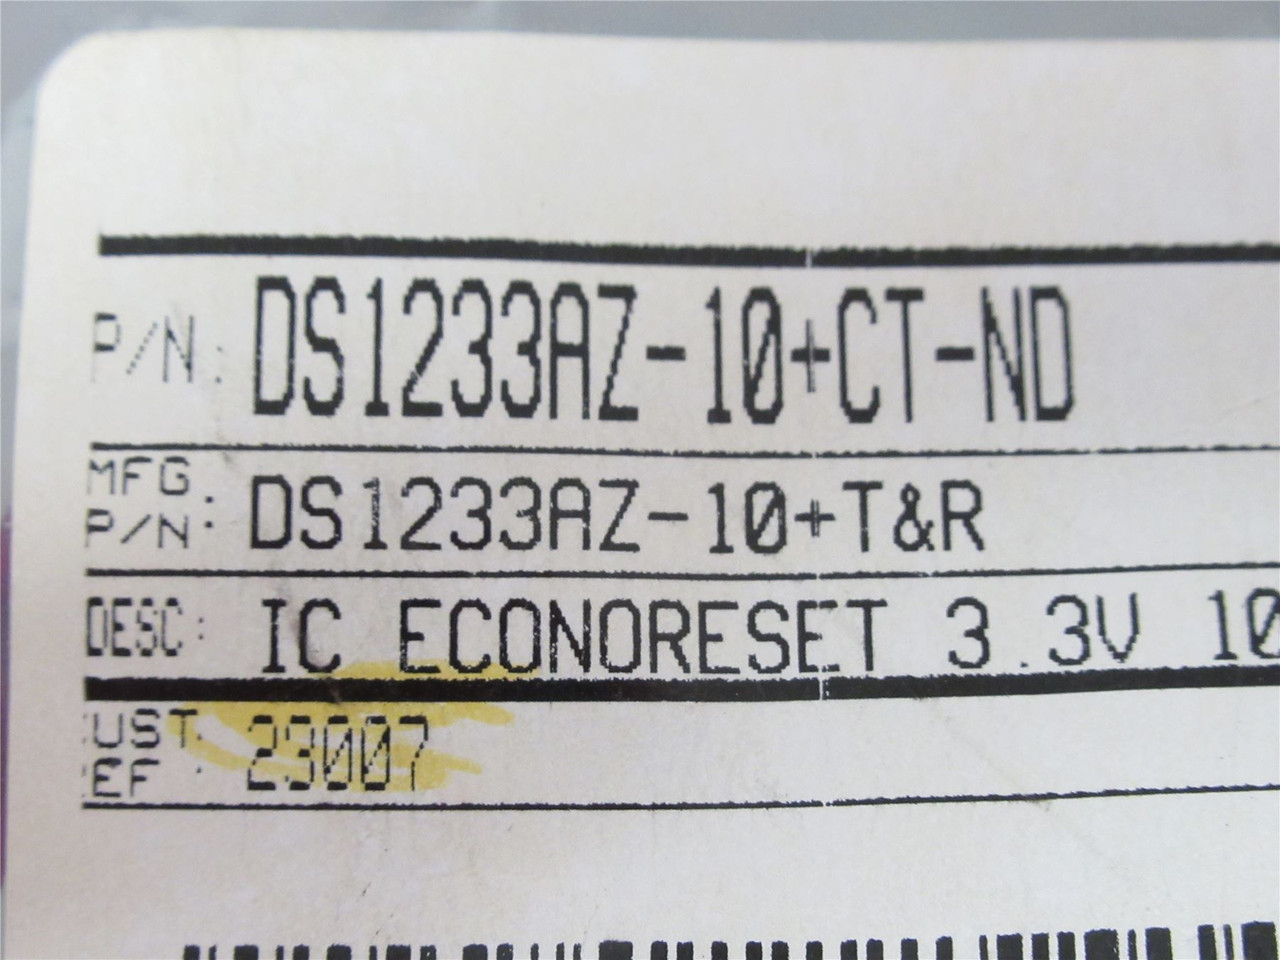 P/N: DS1233AZ-10+CT-ND
MFG
P/N: DS1233AZ-10+T&R
DESC: IC ECONORESET 3.3V 10
UST
EF : 23007